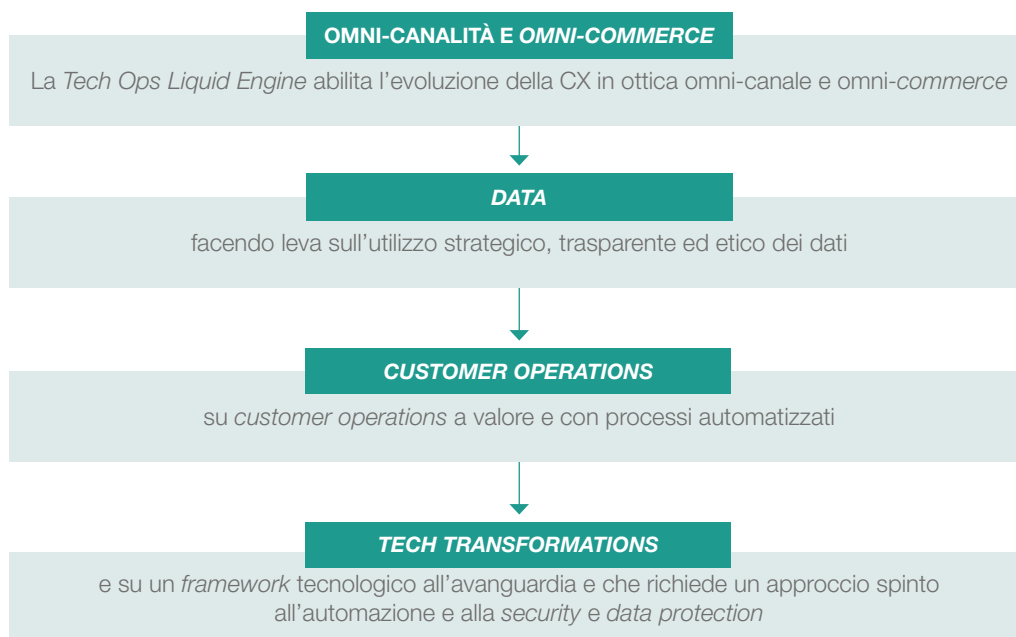 OMNI-CANALITÀ E OMNI-COMMERCE
La Tech Ops Liquid Engine abilita l'evoluzione della CX in ottica omni-canale e omni-commerce
DATA
facendo leva sull'utilizzo strategico, trasparente ed etico dei dati
CUSTOMER OPERATIONS
su customer operations a valore e con processi automatizzati
TECH TRANSFORMATIONS
e su un framework tecnologico all'avanguardia e che richiede un approccio spinto
all'automazione e alla security e data protection